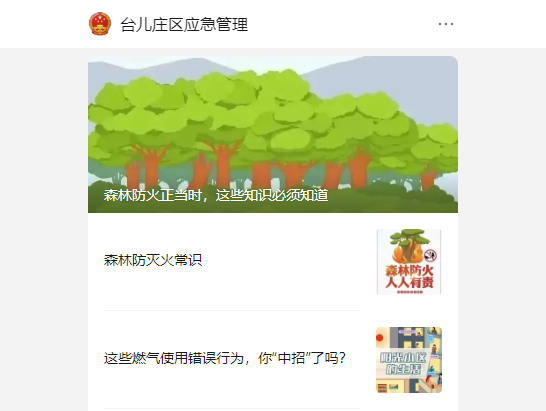 台儿庄区应急管理
森林防火正当时，这些知识必须知道
森林防灭火常识
森林防火
人人有责
这些燃气使用错误行为，你“中招”了吗？
阳光小区
的生活